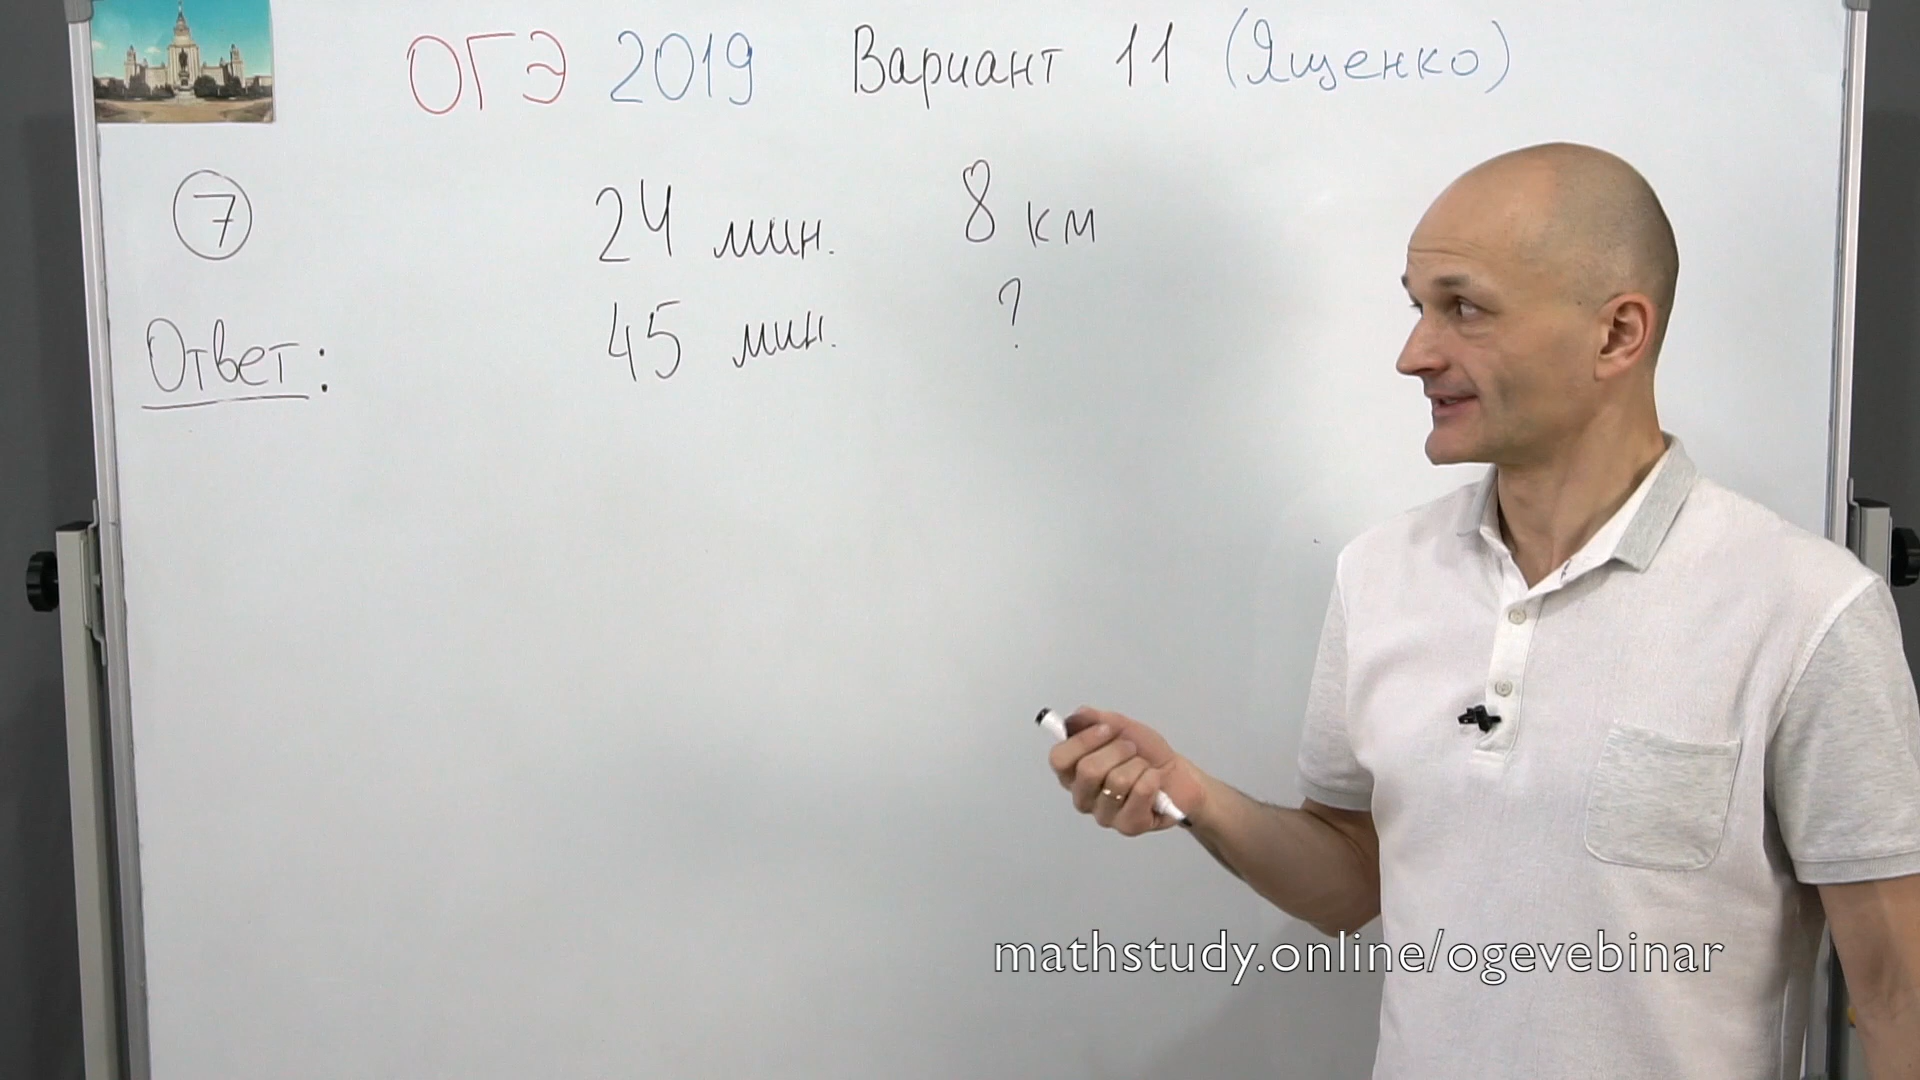 ОГЭ 2019 Вариант 11 (Ященко)
7 24 мин. 8 км
Ответ: 45 мин. ?
mathstudy.online/ogevebinar